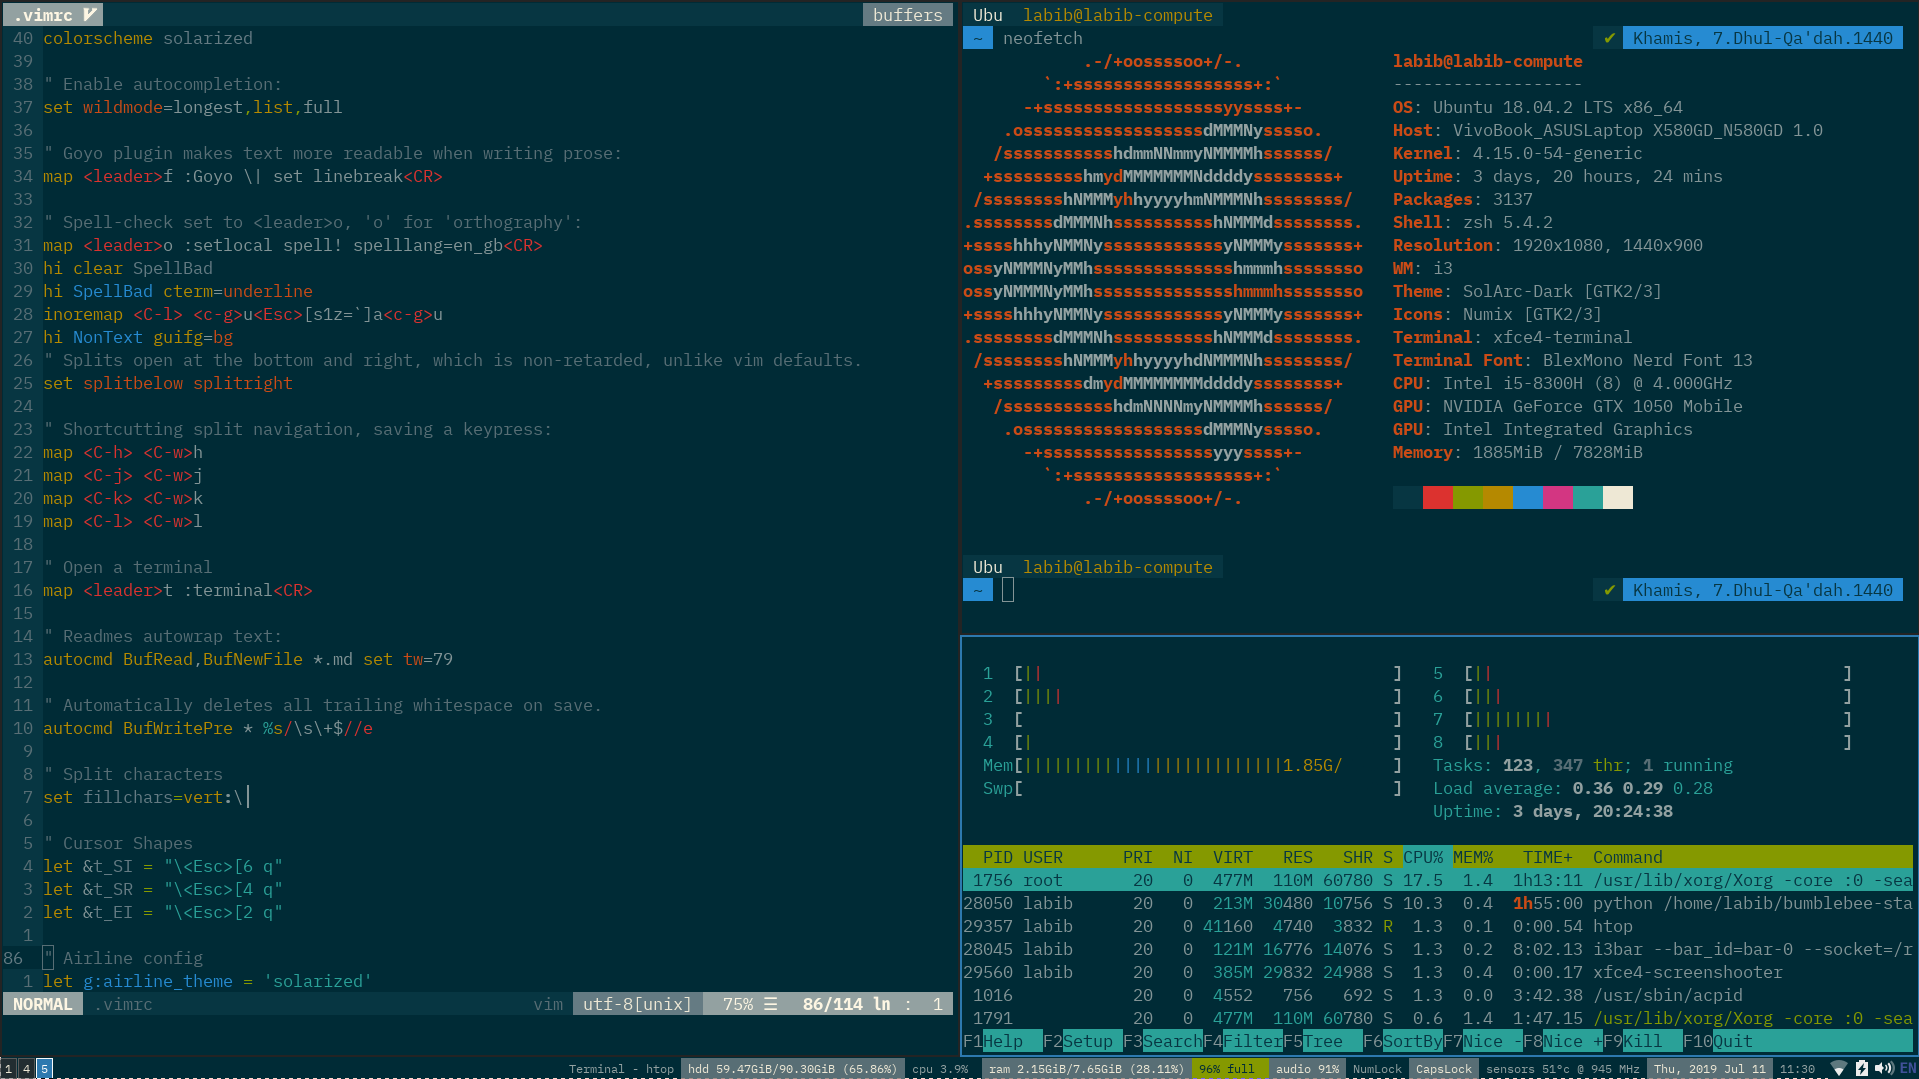 .vimrc V buffers
40 colorscheme solarized
39
38 " Enable autocompletion:
37 set wildmode=longest,list,full
36
35 " Goyo plugin makes text more readable when writing prose:
34 map <leader>f :Goyo \| set linebreak<CR>
33
32 " Spell-check set to <leader>o, 'o' for 'orthography':
31 map <leader>o :setlocal spell! spelllang=en_gb<CR>
30 hi clear SpellBad
29 hi SpellBad cterm=underline
28 inoremap <C-l> <c-g>u<Esc>[s1z=`]a<c-g>u
27 hi NonText guifg=bg
26 " Splits open at the bottom and right, which is non-retarded, unlike vim defaults.
25 set splitbelow splitright
24
23 " Shortcutting split navigation, saving a keypress:
22 map <C-h> <C-w>h
21 map <C-j> <C-w>j
20 map <C-k> <C-w>k
19 map <C-l> <C-w>l
18
17 " Open a terminal
16 map <leader>t :terminal<CR>
15
14 " Readmes autowrap text:
13 autocmd BufRead,BufNewFile *.md set tw=79
12
11 " Automatically deletes all trailing whitespace on save.
10 autocmd BufWritePre * %s/\s\+$//e
9
8 " Split characters
7 set fillchars=vert:\|
6
5 " Cursor Shapes
4 let &t_SI = "\<Esc>[6 q"
3 let &t_SR = "\<Esc>[4 q"
2 let &t_EI = "\<Esc>[2 q"
1
86 " Airline config
1 let g:airline_theme = 'solarized'
NORMAL .vimrc vim utf-8[unix] 75% ☰ 86/114 ln : 1
Ubu labib@labib-compute
~ neofetch ✔ Khamis, 7.Dhul-Qa'dah.1440
.-/+oossssoo+/-.
`:+ssssssssssssssssss+:`
-+ssssssssssssssssssyyssss+-
.ossssssssssssssssssdMMMNysssso.
/ssssssssssshdmmNNmmyNMMMMhssssss/
+sssssssssshmydMMMMMMMNddddyssssssss+
/sssssssshNMMMyhhyyyyhmNMMMNhssssssss/
.ssssssssdMMMNhsssssssssshNMMMdssssssss.
+sssshhhyNMMNyssssssssssssyNMMMysssssss+
ossyNMMMNyMMhsssssssssssssshmmmhssssssso
ossyNMMMNyMMhsssssssssssssshmmmhssssssso
+sssshhhyNMMNyssssssssssssyNMMMysssssss+
.ssssssssdMMMNhsssssssssshNMMMdssssssss.
/sssssssshNMMMyhhyyyyhdNMMMNhssssssss/
+ssssssssssdmydMMMMMMMMddddyssssssss+
/ssssssssssshdmNNNNmyNMMMMhssssss/
.ossssssssssssssssssdMMMNysssso.
-+sssssssssssssssssyyyssss+-
`:+ssssssssssssssssss+:`
.-/+oossssoo+/-.
labib@labib-compute
-------------------
OS: Ubuntu 18.04.2 LTS x86_64
Host: VivoBook_ASUSLaptop X580GD_N580GD 1.0
Kernel: 4.15.0-54-generic
Uptime: 3 days, 20 hours, 24 mins
Packages: 3137
Shell: zsh 5.4.2
Resolution: 1920x1080, 1440x900
WM: i3
Theme: SolArc-Dark [GTK2/3]
Icons: Numix [GTK2/3]
Terminal: xfce4-terminal
Terminal Font: BlexMono Nerd Font 13
CPU: Intel i5-8300H (8) @ 4.000GHz
GPU: NVIDIA GeForce GTX 1050 Mobile
GPU: Intel Integrated Graphics
Memory: 1885MiB / 7828MiB
Ubu labib@labib-compute
~ ✔ Khamis, 7.Dhul-Qa'dah.1440
1 [|| ] 5 [|| ]
2 [|||| ] 6 [||| ]
3 [ ] 7 [|||||||| ]
4 [| ] 8 [||| ]
Mem[||||||||||||||||||||||||||1.85G/ ] Tasks: 123, 347 thr; 1 running
Swp[ ] Load average: 0.36 0.29 0.28
Uptime: 3 days, 20:24:38
PID USER PRI NI VIRT RES SHR S CPU% MEM% TIME+ Command
1756 root 20 0 477M 110M 60780 S 17.5 1.4 1h13:11 /usr/lib/xorg/Xorg -core :0 -sea
28050 labib 20 0 213M 30480 10756 S 10.3 0.4 1h55:00 python /home/labib/bumblebee-sta
29357 labib 20 0 41160 4740 3832 R 1.3 0.1 0:00.54 htop
28045 labib 20 0 121M 16776 14076 S 1.3 0.2 8:02.13 i3bar --bar_id=bar-0 --socket=/r
29560 labib 20 0 385M 29832 24988 S 1.3 0.4 0:00.17 xfce4-screenshooter
1016 20 0 4552 756 692 S 1.3 0.0 3:42.38 /usr/sbin/acpid
1791 20 0 477M 110M 60780 S 0.6 1.4 1:47.15 /usr/lib/xorg/Xorg -core :0 -sea
F1Help F2Setup F3SearchF4FilterF5Tree F6SortByF7Nice -F8Nice +F9Kill F10Quit
1 4 5 Terminal - htop hdd 59.47GiB/90.30GiB (65.86%) cpu 3.9% ram 2.15GiB/7.65GiB (28.11%) 96% full audio 91% NumLock CapsLock sensors 51°c @ 945 MHz Thu, 2019 Jul 11 11:30 EN